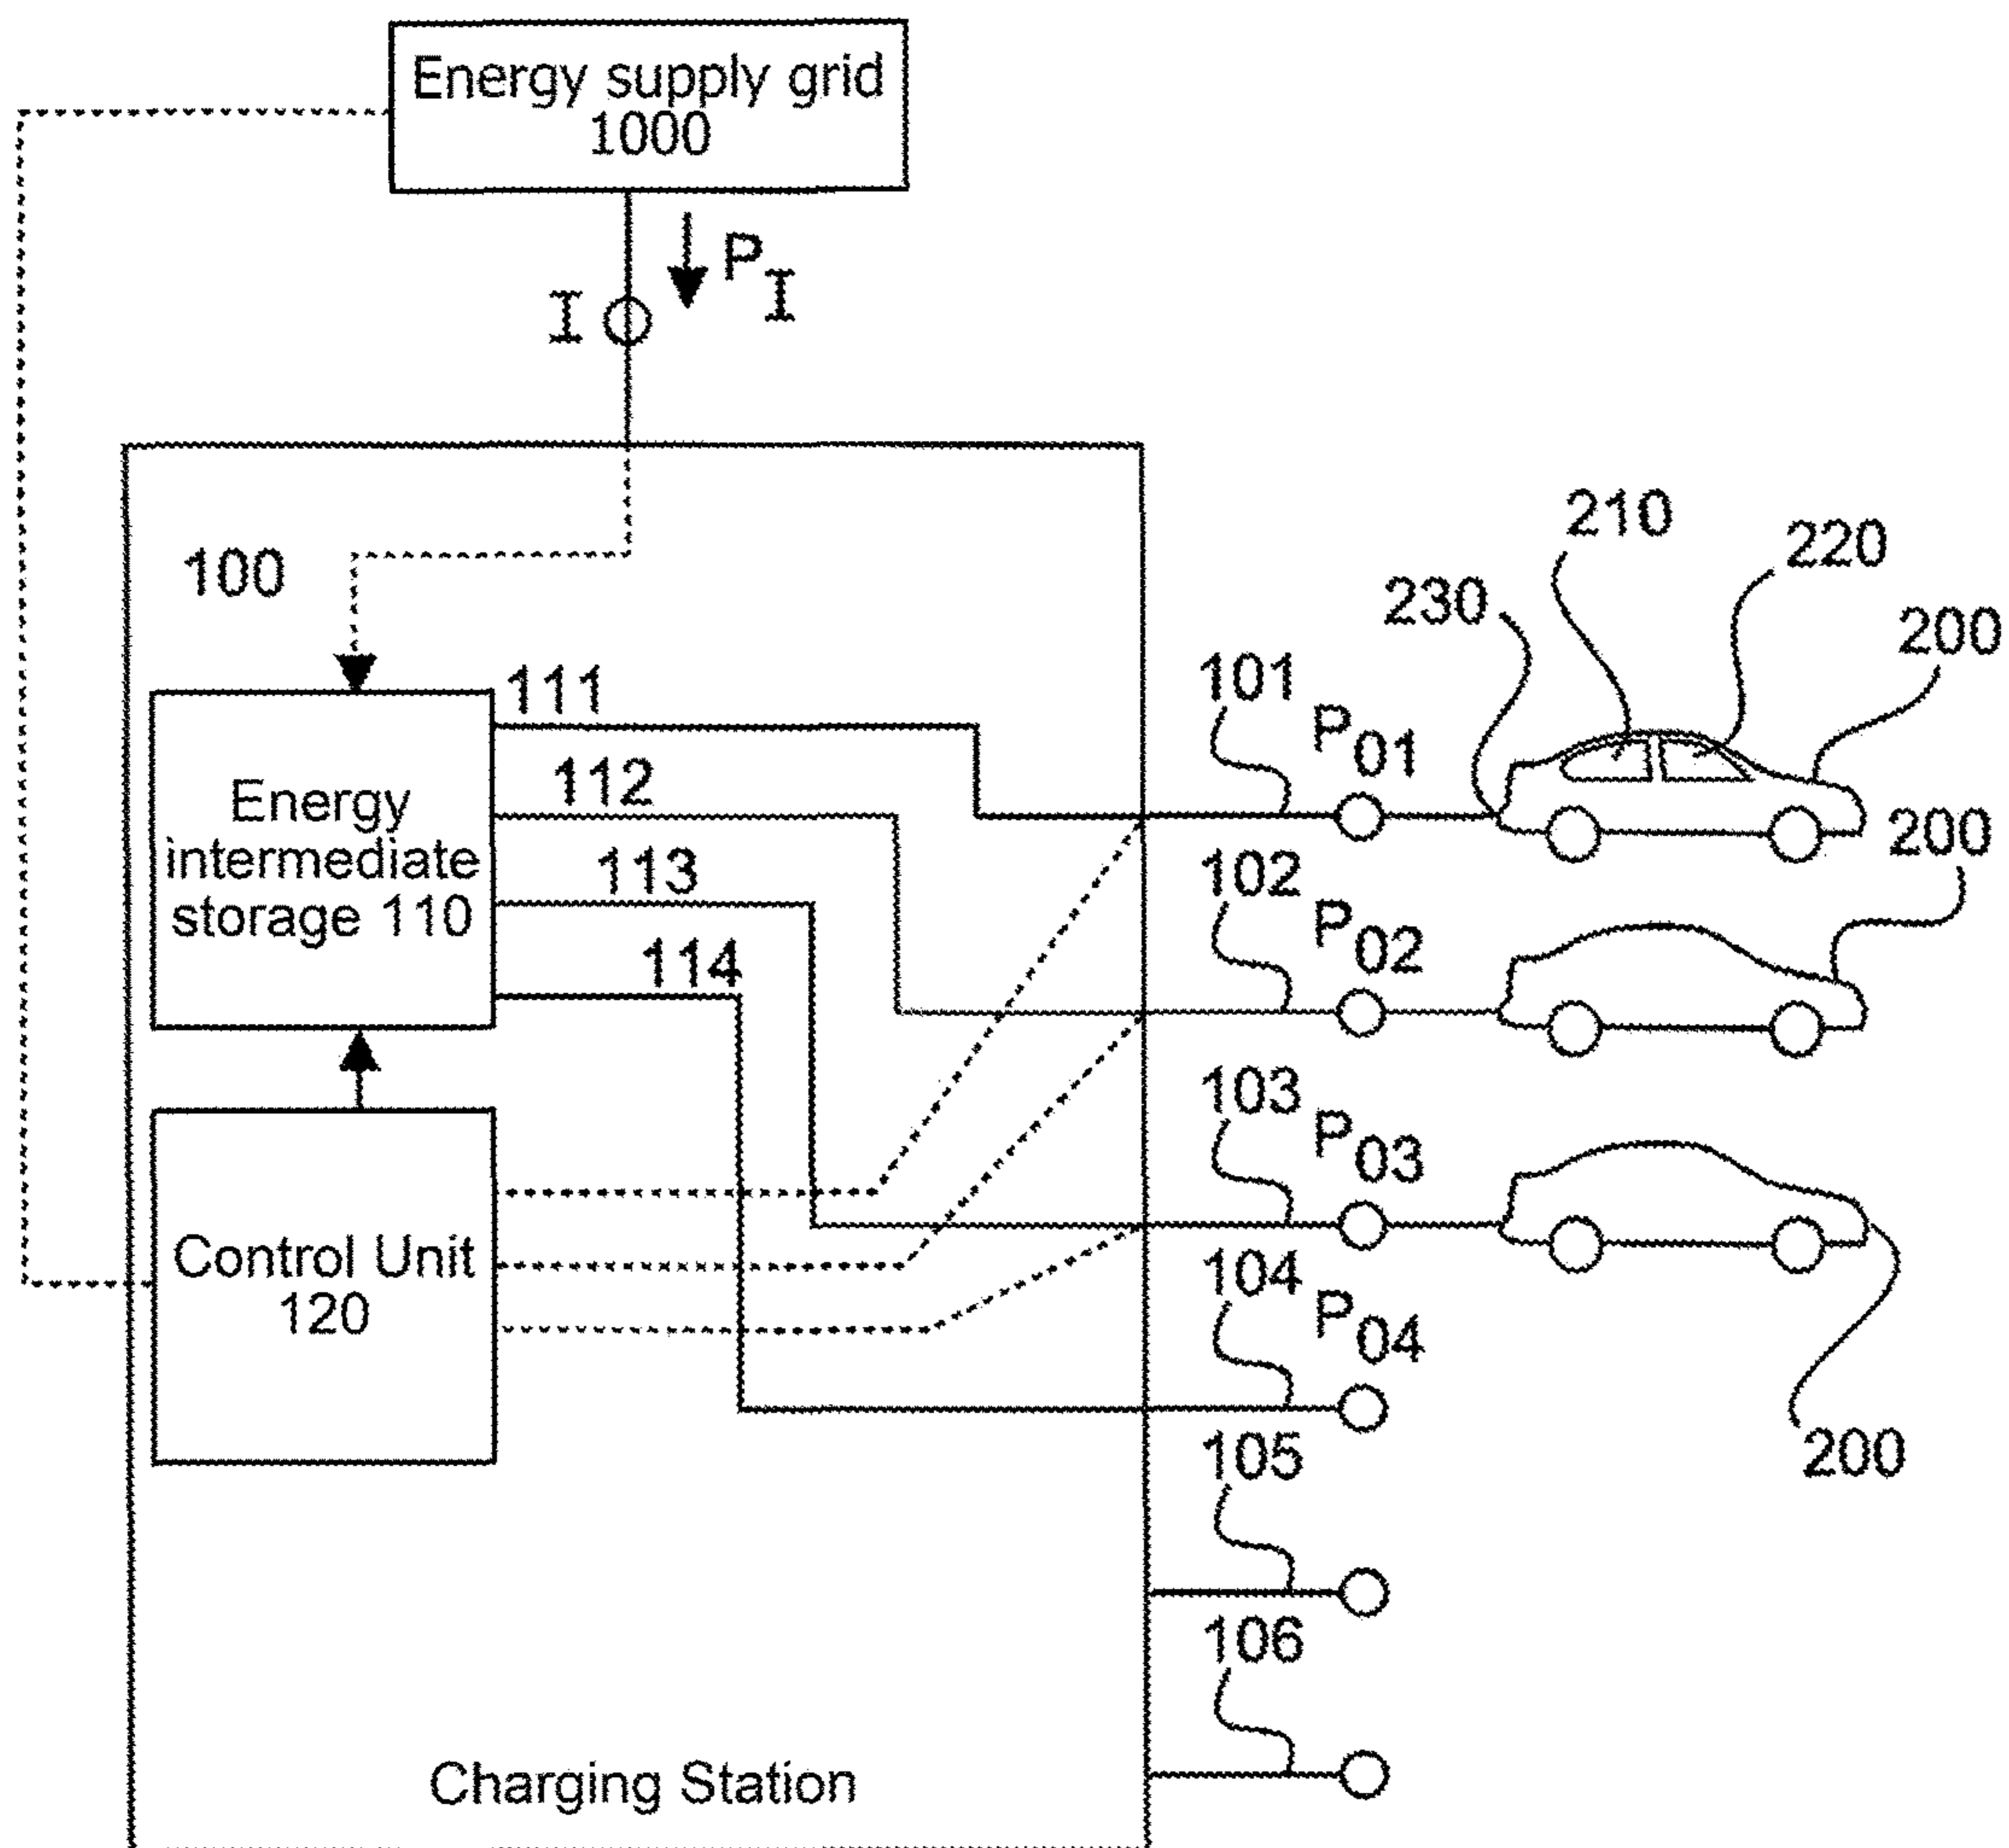 Energy supply grid
1000
P_I
I
100
210
220
230
200
111
101
P01
112
Energy
intermediate
storage 110
200
113
102
P02
114
103
P03
Control Unit
120
104
P04
200
105
106
Charging Station